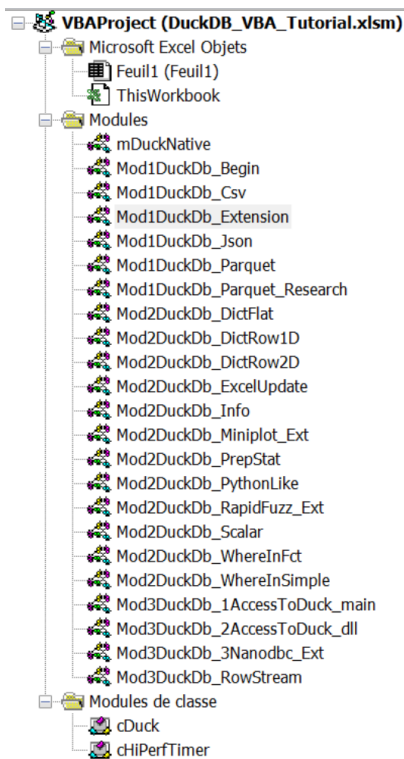 VBAProject (DuckDB_VBA_Tutorial.xlsm)
Microsoft Excel Objets
Feuil1 (Feuil1)
ThisWorkbook
Modules
mDuckNative
Mod1DuckDb_Begin
Mod1DuckDb_Csv
Mod1DuckDb_Extension
Mod1DuckDb_Json
Mod1DuckDb_Parquet
Mod1DuckDb_Parquet_Research
Mod2DuckDb_DictFlat
Mod2DuckDb_DictRow1D
Mod2DuckDb_DictRow2D
Mod2DuckDb_ExcelUpdate
Mod2DuckDb_Info
Mod2DuckDb_Miniplot_Ext
Mod2DuckDb_PrepStat
Mod2DuckDb_PythonLike
Mod2DuckDb_RapidFuzz_Ext
Mod2DuckDb_Scalar
Mod2DuckDb_WhereInFct
Mod2DuckDb_WhereInSimple
Mod3DuckDb_1AccessToDuck_main
Mod3DuckDb_2AccessToDuck_dll
Mod3DuckDb_3Nanodbc_Ext
Mod3DuckDb_RowStream
Modules de classe
cDuck
cHiPerfTimer